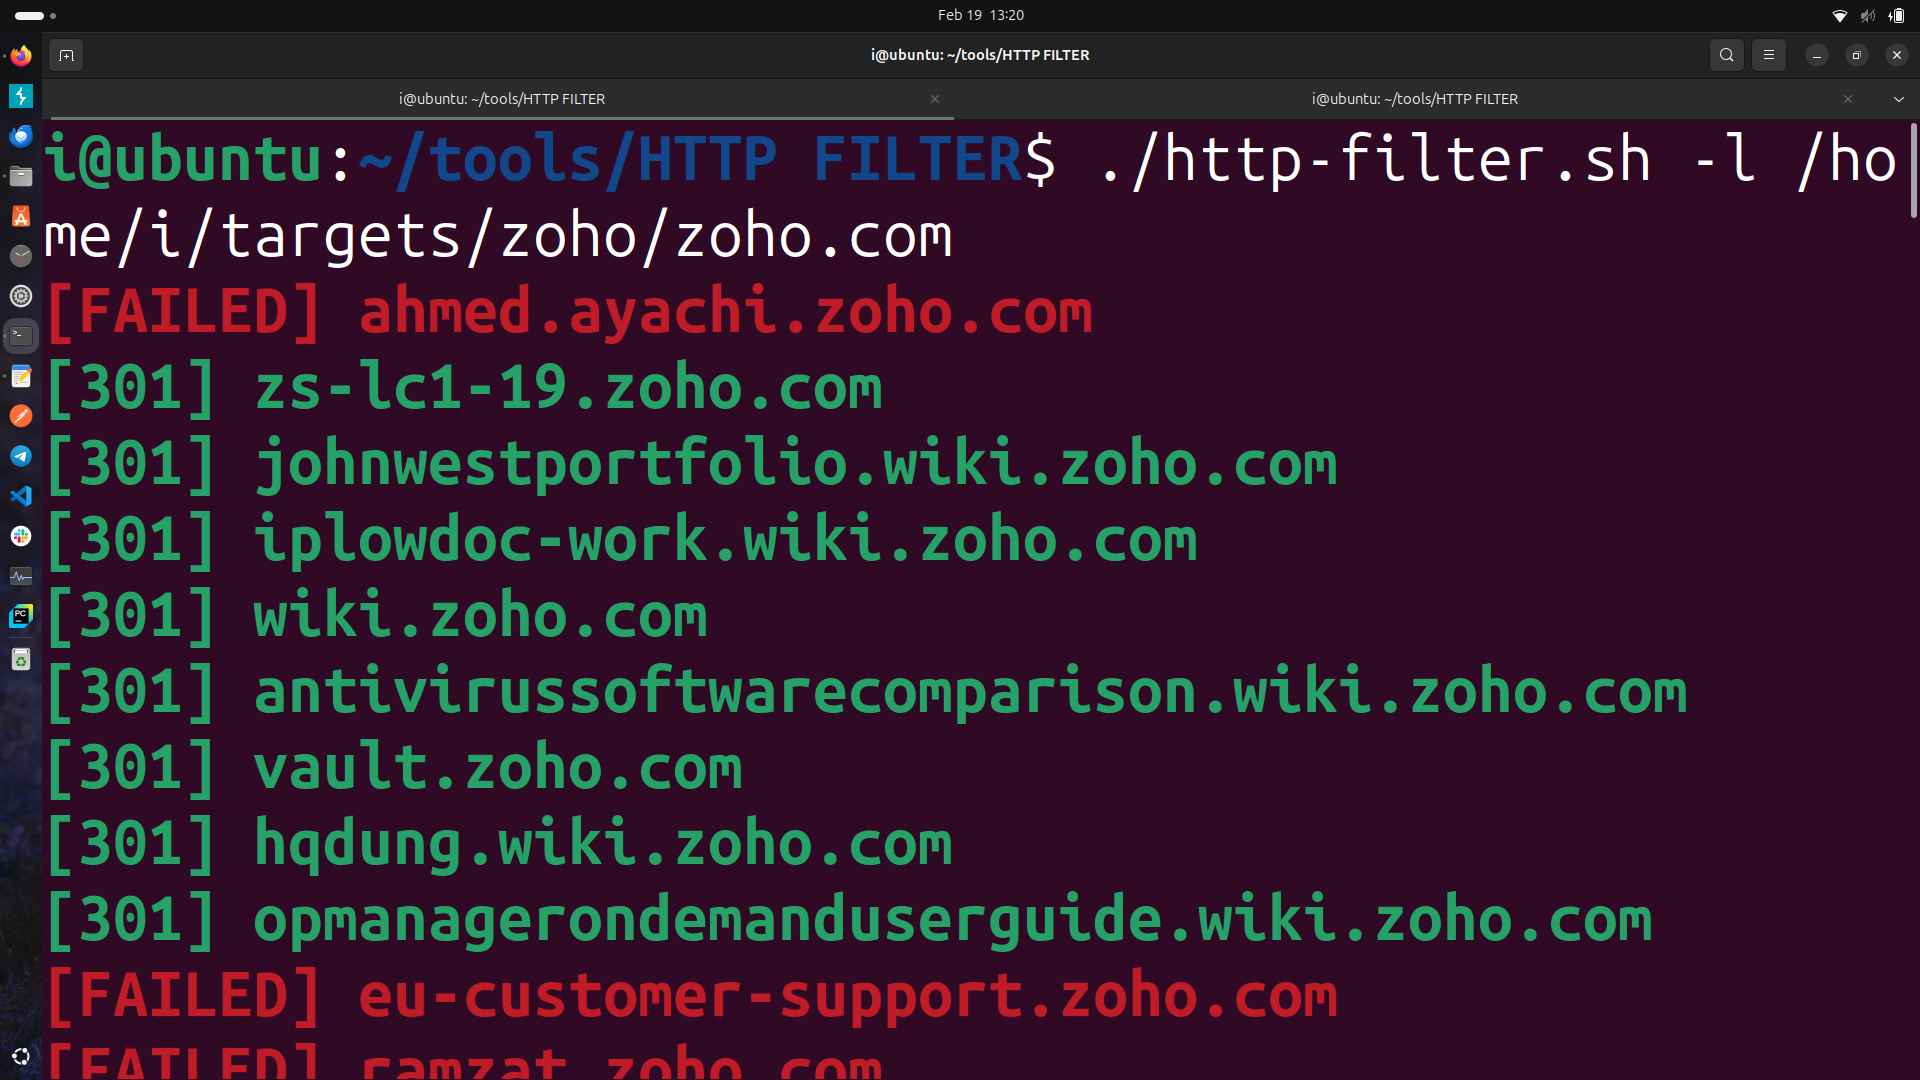 Feb 19 13:20
i@ubuntu: ~/tools/HTTP FILTER
i@ubuntu: ~/tools/HTTP FILTER
i@ubuntu: ~/tools/HTTP FILTER
i@ubuntu:~/tools/HTTP FILTER$ ./http-filter.sh -l /ho
me/i/targets/zoho/zoho.com
[FAILED] ahmed.ayachi.zoho.com
[301] zs-lc1-19.zoho.com
[301] johnwestportfolio.wiki.zoho.com
[301] iplowdoc-work.wiki.zoho.com
[301] wiki.zoho.com
[301] antivirussoftwarecomparison.wiki.zoho.com
[301] vault.zoho.com
[301] hqdung.wiki.zoho.com
[301] opmanagerondemanduserguide.wiki.zoho.com
[FAILED] eu-customer-support.zoho.com
[FAILED] ramzat.zoho.com